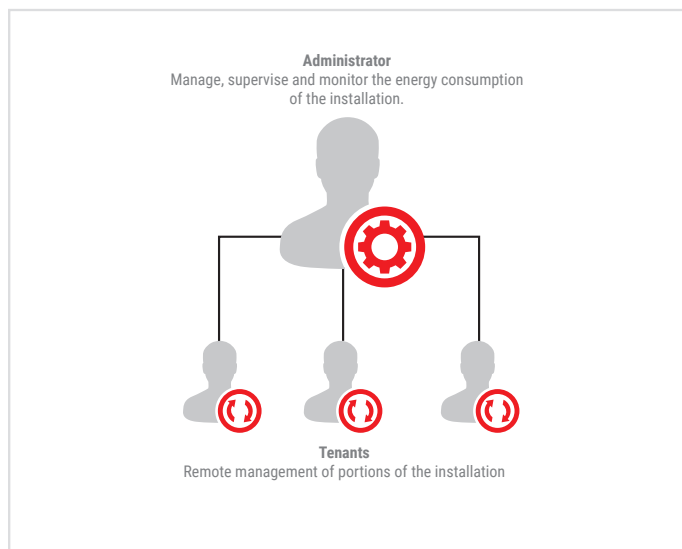 Administrator
Manage, supervise and monitor the energy consumption
of the installation.
Tenants
Remote management of portions of the installation